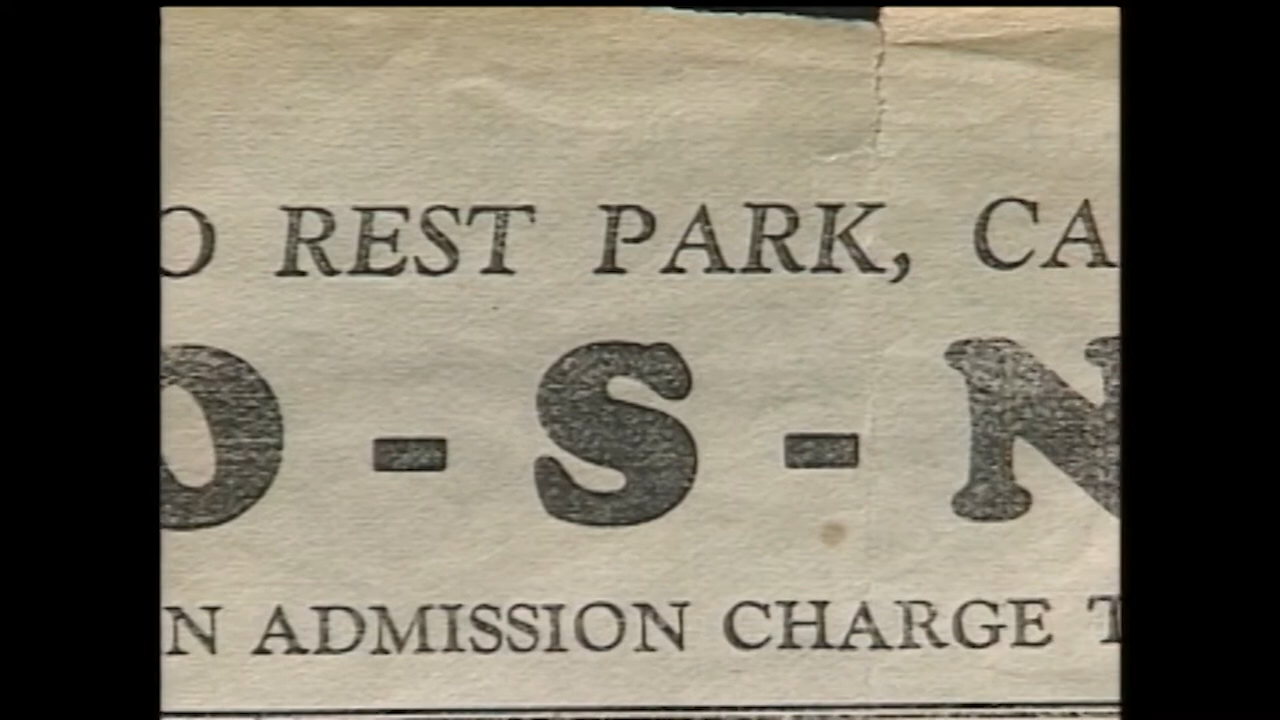 O REST PARK, CA
O - S - N
N ADMISSION CHARGE T